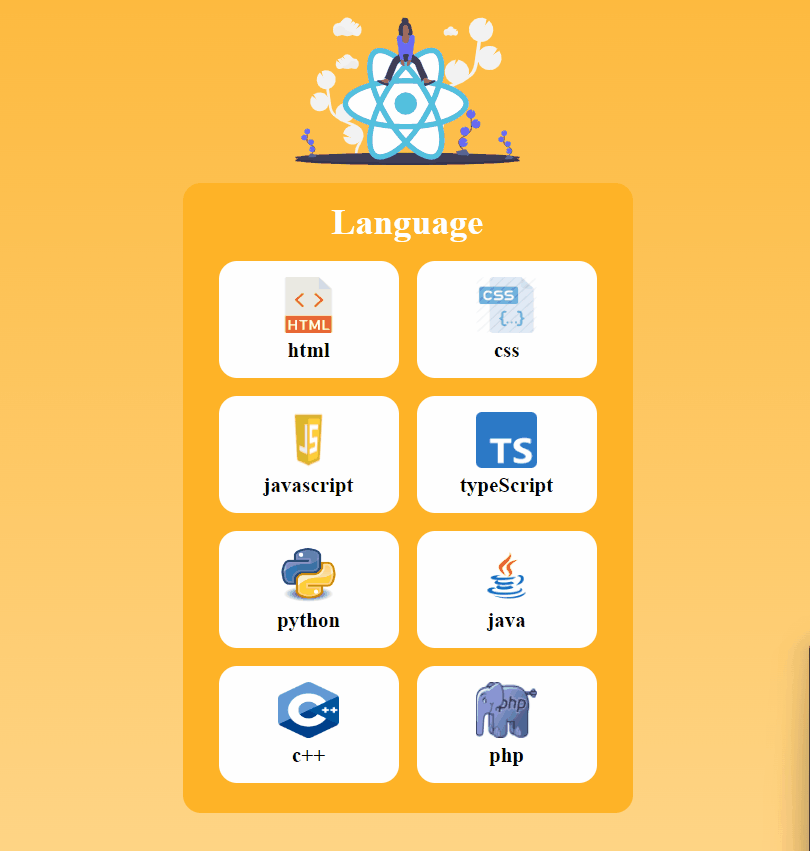 Language
HTML
html
CSS
{...}
css
JS
javascript
TS
typeScript
python
java
C++
c++
php
php